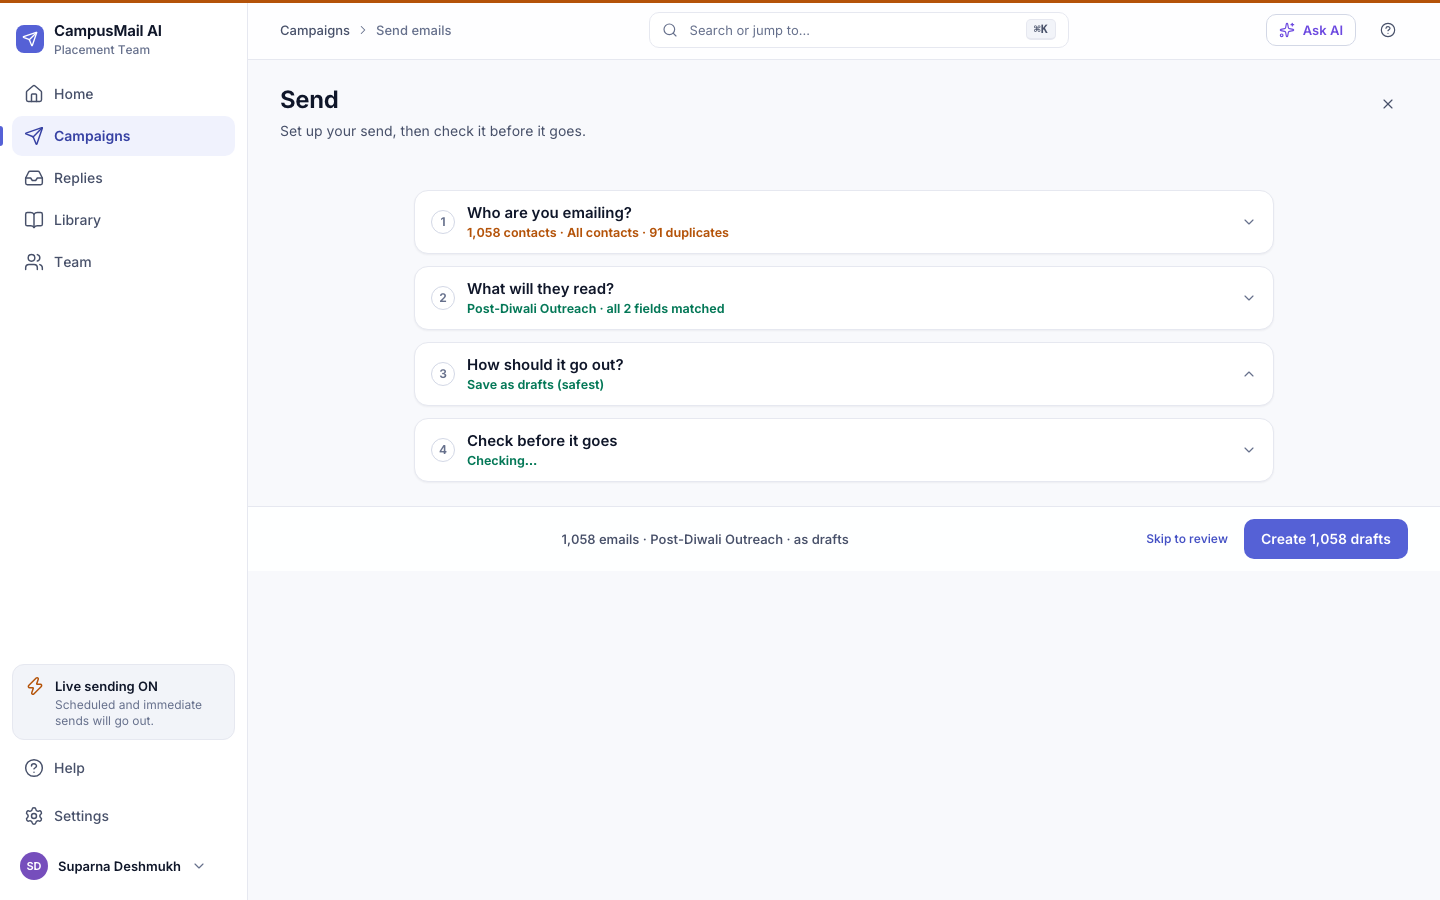 CampusMail AI
Placement Team
Home
Campaigns
Replies
Library
Team
Live sending ON
Scheduled and immediate
sends will go out.
Help
Settings
SD
Suparna Deshmukh
Campaigns
Send emails
Search or jump to...
⌘K
Ask AI
Send
Set up your send, then check it before it goes.
1
Who are you emailing?
1,058 contacts · All contacts · 91 duplicates
2
What will they read?
Post-Diwali Outreach · all 2 fields matched
3
How should it go out?
Save as drafts (safest)
4
Check before it goes
Checking...
1,058 emails · Post-Diwali Outreach · as drafts
Skip to review
Create 1,058 drafts